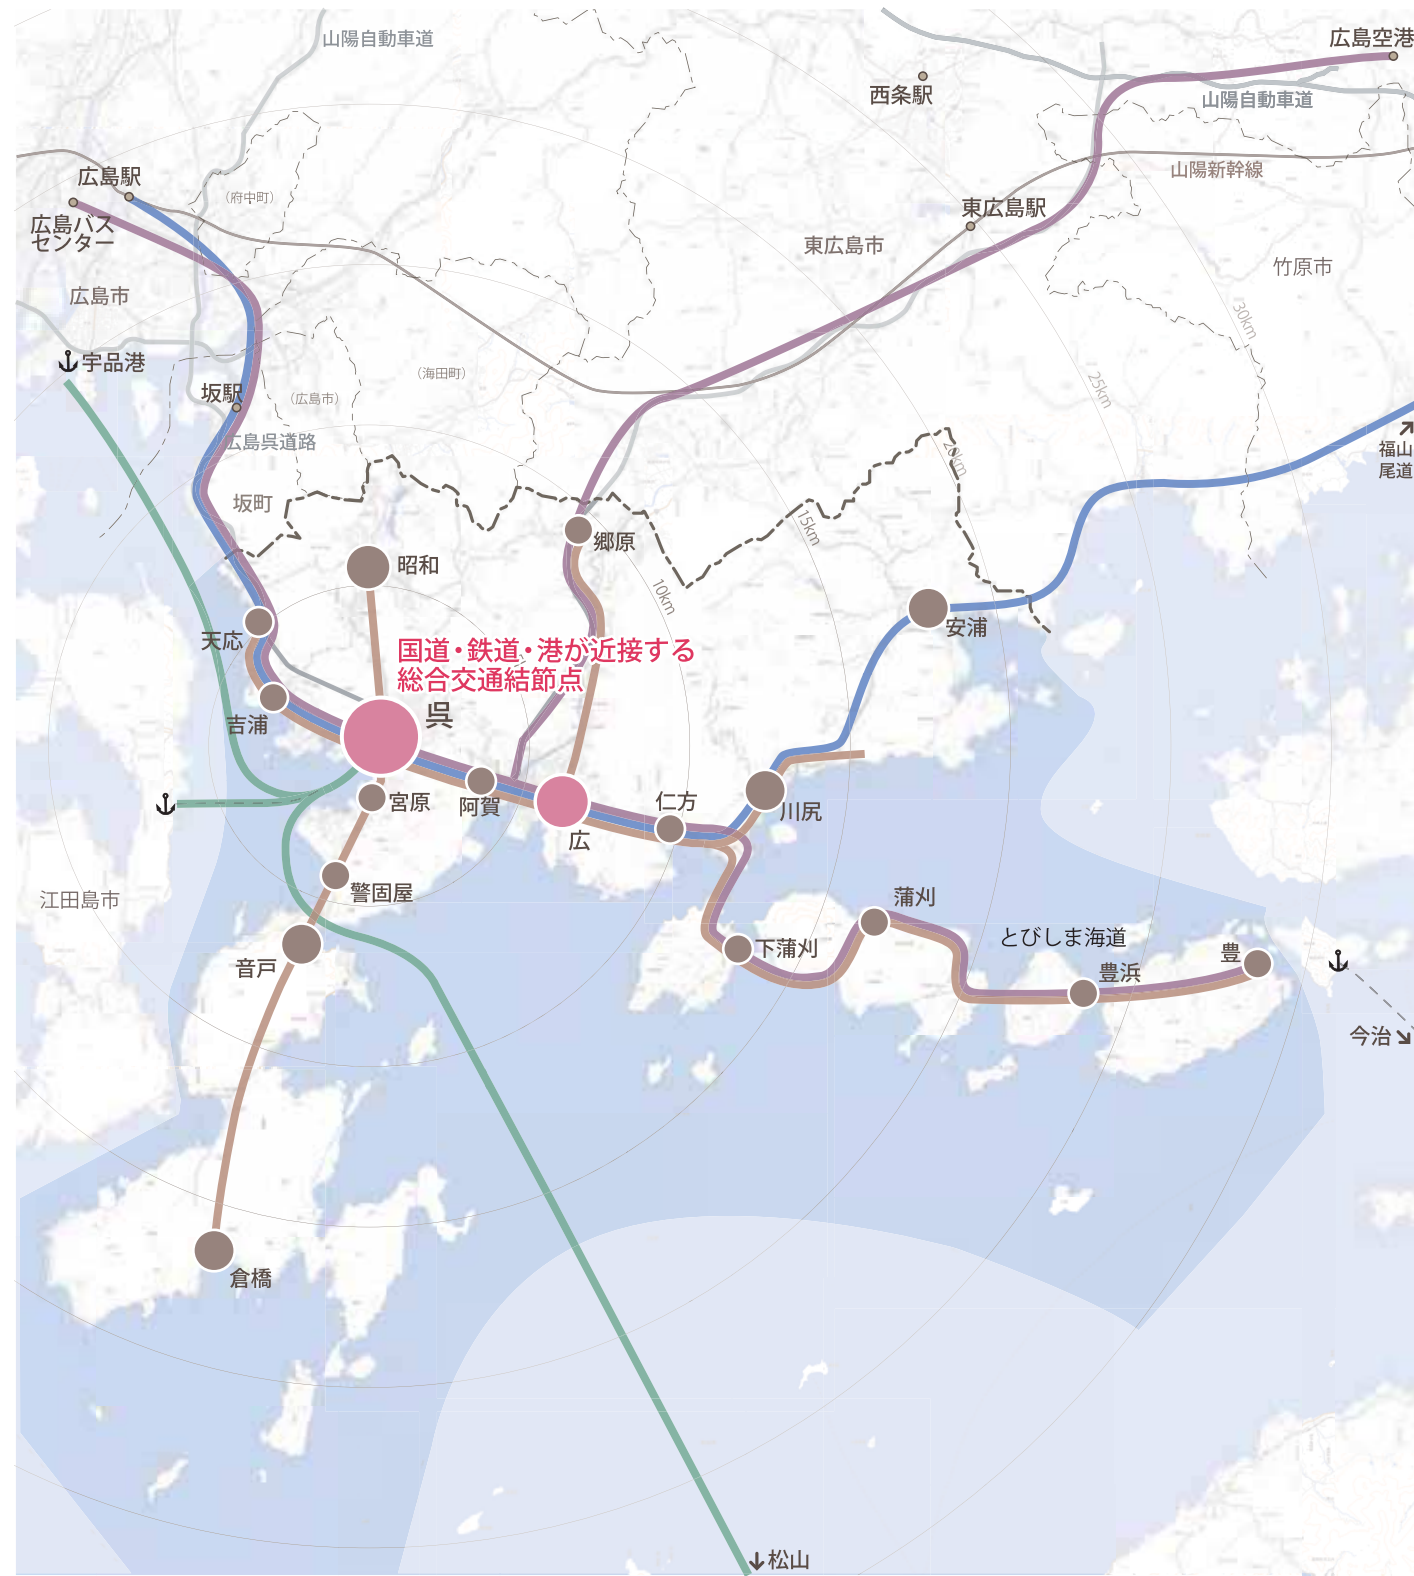 山陽自動車道
広島空港
西条駅
山陽自動車道
山陽新幹線
広島駅
（府中町）
広島バス
センター
東広島駅
東広島市
竹原市
広島市
30km
宇品港
（海田町）
25km
坂駅
（広島市）
広島呉道路
福山
尾道
20km
坂町
15km
郷原
昭和
10km
天応
安浦
国道・鉄道・港が近接する
総合交通結節点
吉浦
呉
宮原
阿賀
仁方
川尻
広
警固屋
江田島市
蒲刈
とびしま海道
下蒲刈
豊
音戸
豊浜
今治
倉橋
松山